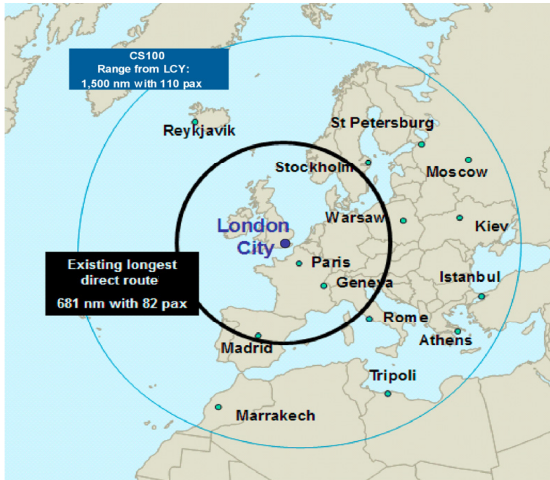 CS100
Range from LCY:
1,500 nm with 110 pax
Reykjavik
St Petersburg
Stockholm
Moscow
London
City
Warsaw
Kiev
Paris
Existing longest
direct route
681 nm with 82 pax
Geneva
Istanbul
Rome
Athens
Madrid
Tripoli
Marrakech